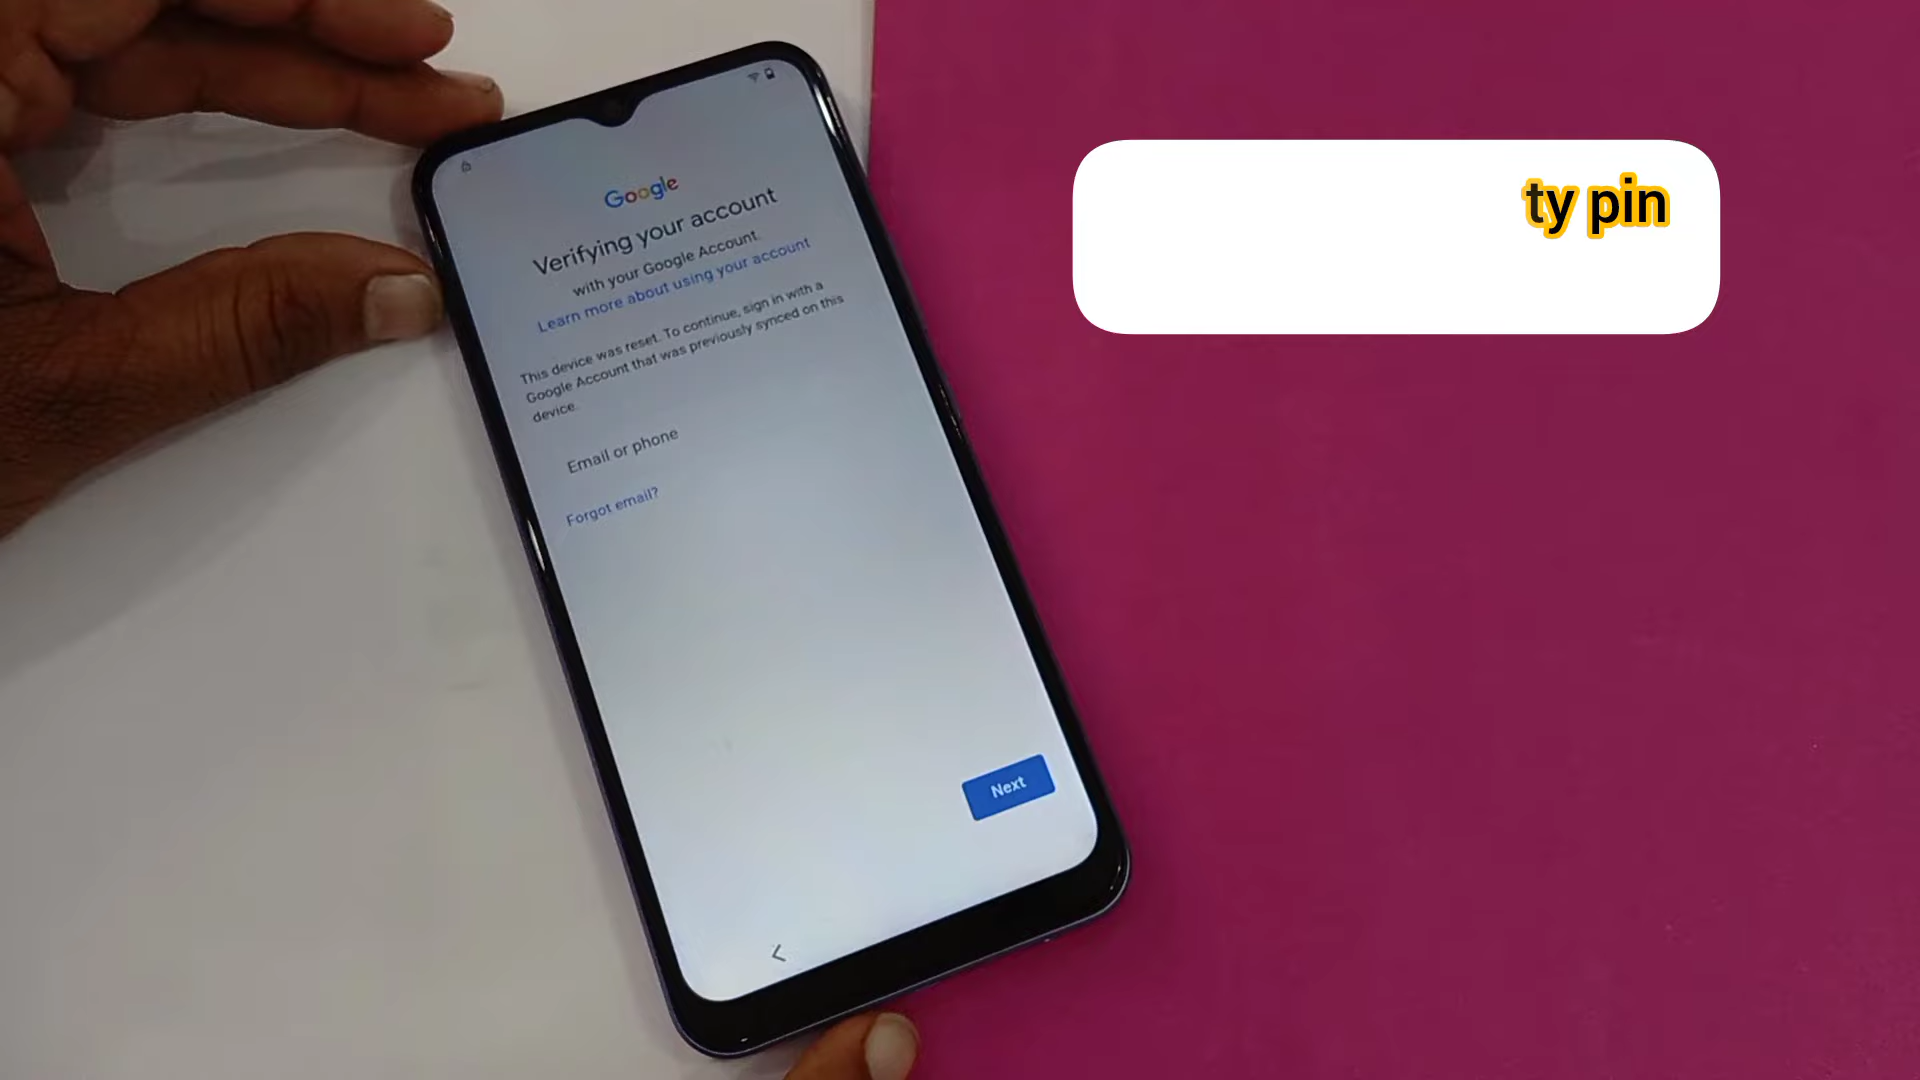 Google
Verifying your account
with your Google Account.
Learn more about using your account
This device was reset. To continue, sign in with a
Google Account that was previously synced on this
device.
Email or phone
Forgot email?
Next
ty pin